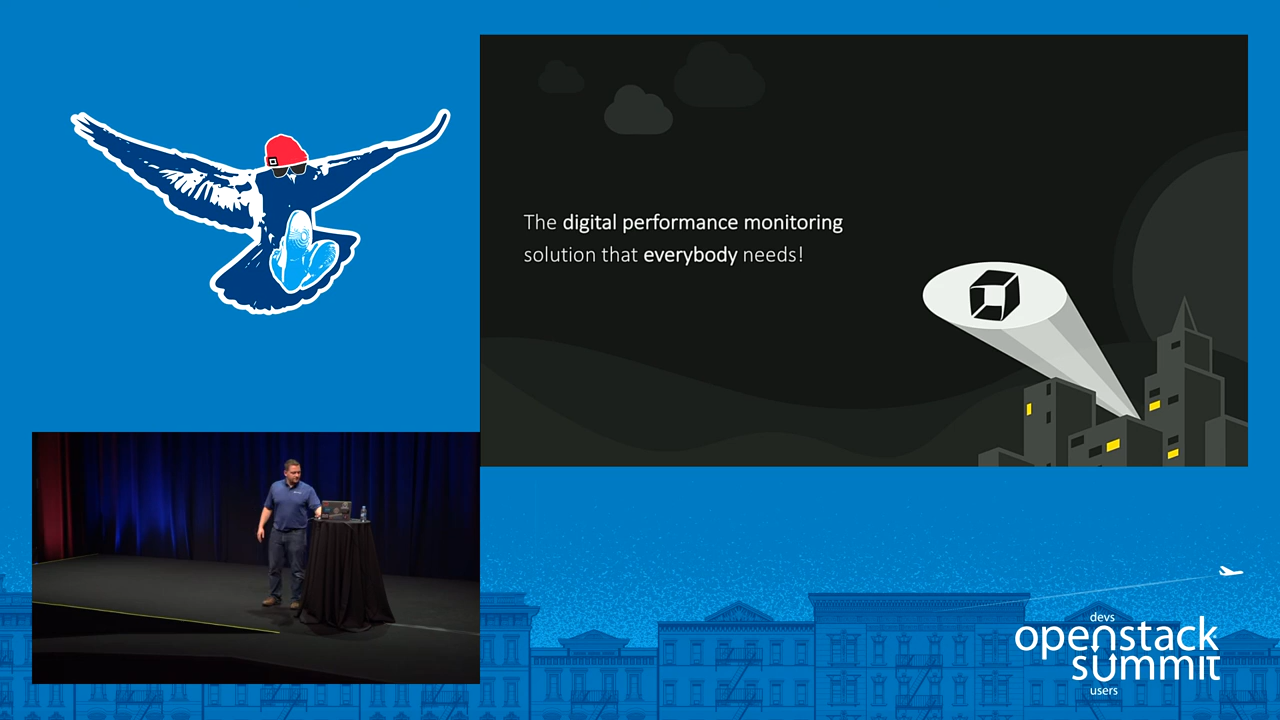 The digital performance monitoring
solution that everybody needs!
devs
openstack
summit
users